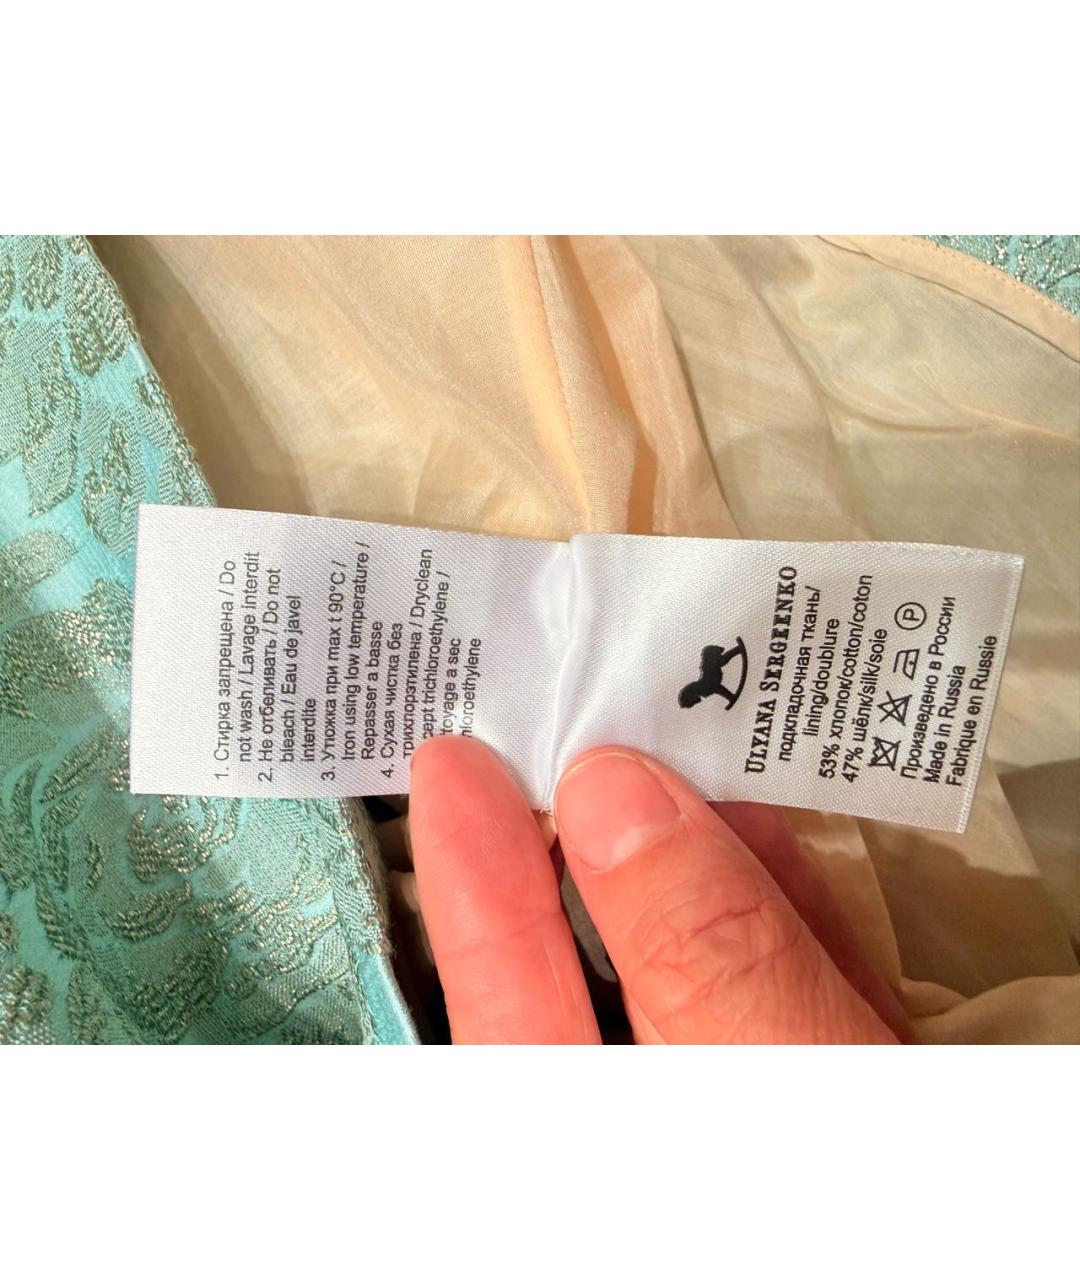 1. Стирка запрещена / Do
not wash / Lavage interdit
2. Не отбеливать / Do not
bleach / Eau de javel
interdite
3. Утюжка при max t 90°C /
Iron using low temperature /
Repasser a basse
4. Сухая чистка без
трихлорэтилена / Dryclean
cept trichloroethylene /
toyage a sec
hloroethylene
ULYANA SERGEENKO
подкладочная ткань/
lining/doublure
53% хлопок/cotton/coton
47% шёлк/silk/soie
P
Произведено в России
Made in Russia
Fabriqué en Russie